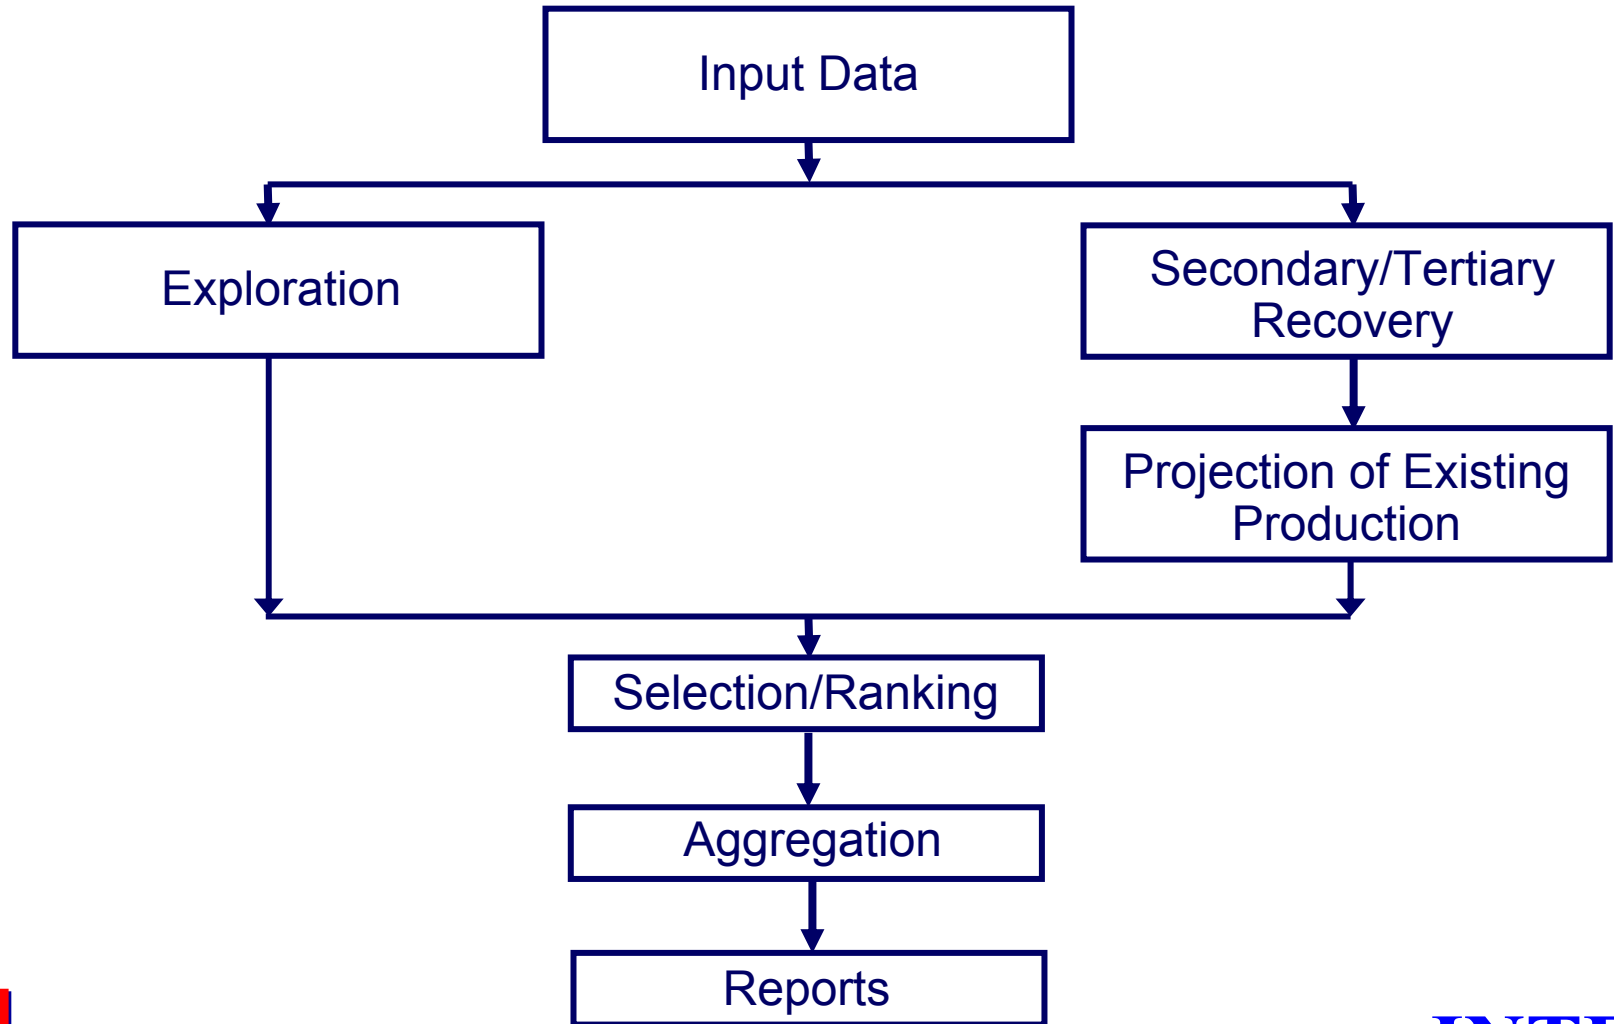 Input Data
Exploration
Secondary/Tertiary
Recovery
Projection of Existing
Production
Selection/Ranking
Aggregation
Reports